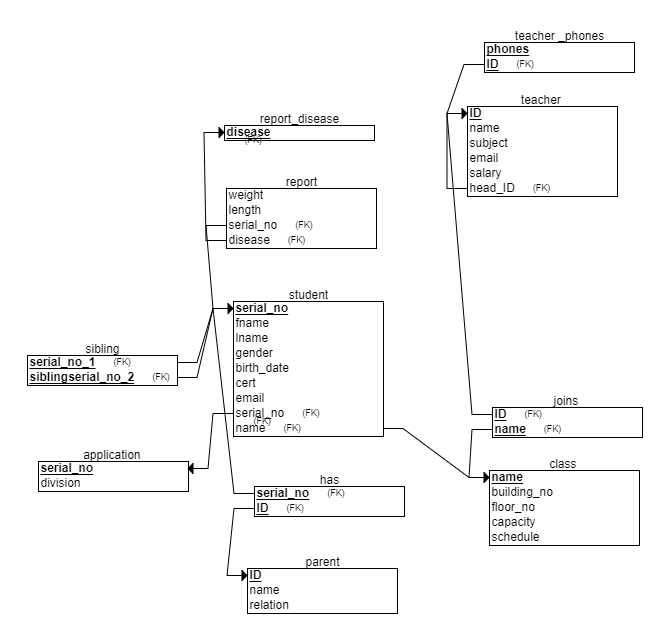 teacher _phones
phones
ID (FK)
teacher
ID
name
subject
email
salary
head_ID (FK)
report_disease
disease
(FK)
report
weight
length
serial_no (FK)
disease (FK)
student
serial_no
fname
lname
gender
birth_date
cert
email
serial_no (FK)
(FK)
name (FK)
sibling
serial_no_1 (FK)
siblingserial_no_2 (FK)
application
serial_no
division
joins
ID (FK)
name (FK)
class
name
building_no
floor_no
capacity
schedule
has
serial_no (FK)
ID (FK)
parent
ID
name
relation